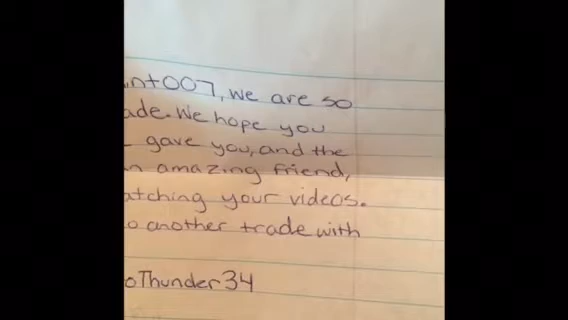 nt007, we are so
ade. We hope you
gave you, and the
n amazing friend,
atching your videos.
o another trade with
oThunder34